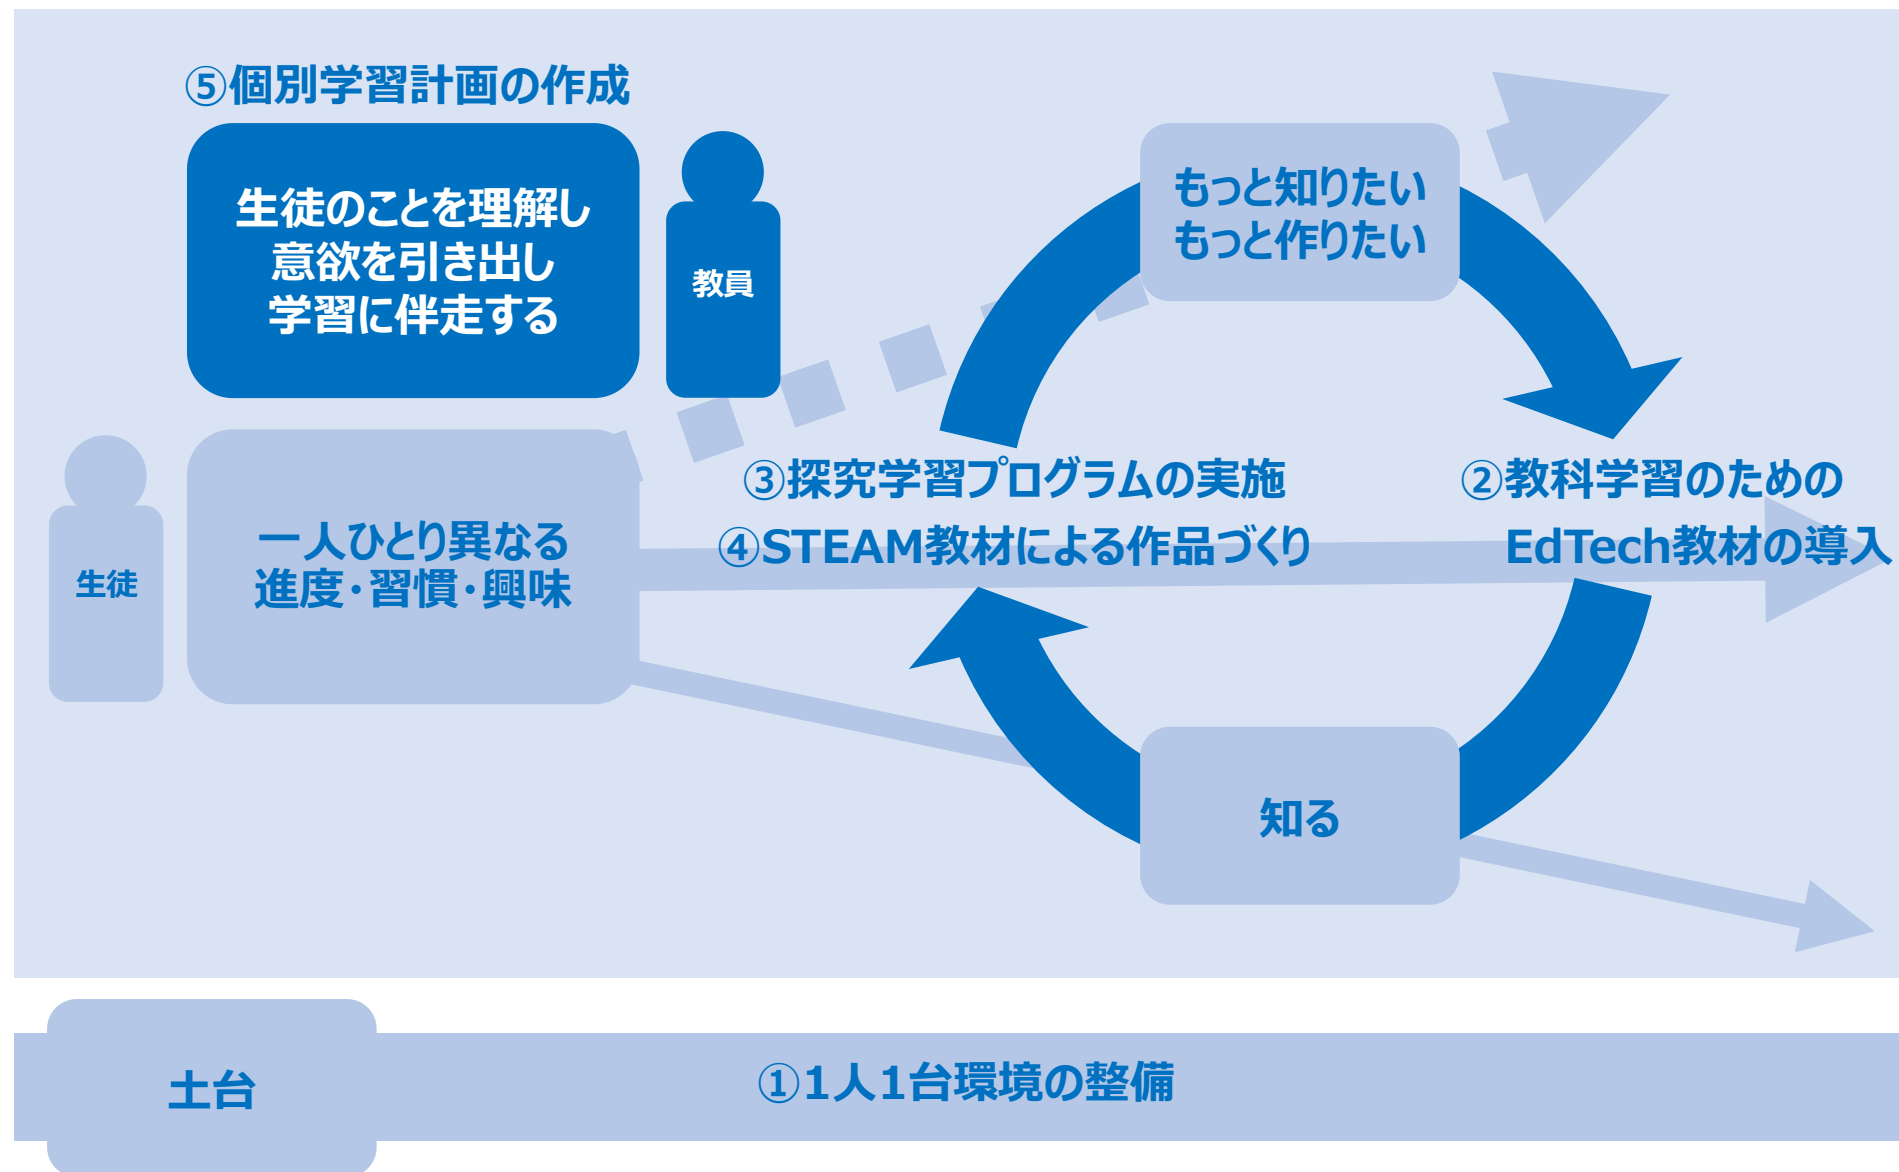 ⑤個別学習計画の作成
生徒のことを理解し
意欲を引き出し
学習に伴走する
教員
もっと知りたい
もっと作りたい
③探究学習プログラムの実施
④STEAM教材による作品づくり
②教科学習のための
EdTech教材の導入
生徒
一人ひとり異なる
進度・習慣・興味
知る
土台
①1人1台環境の整備